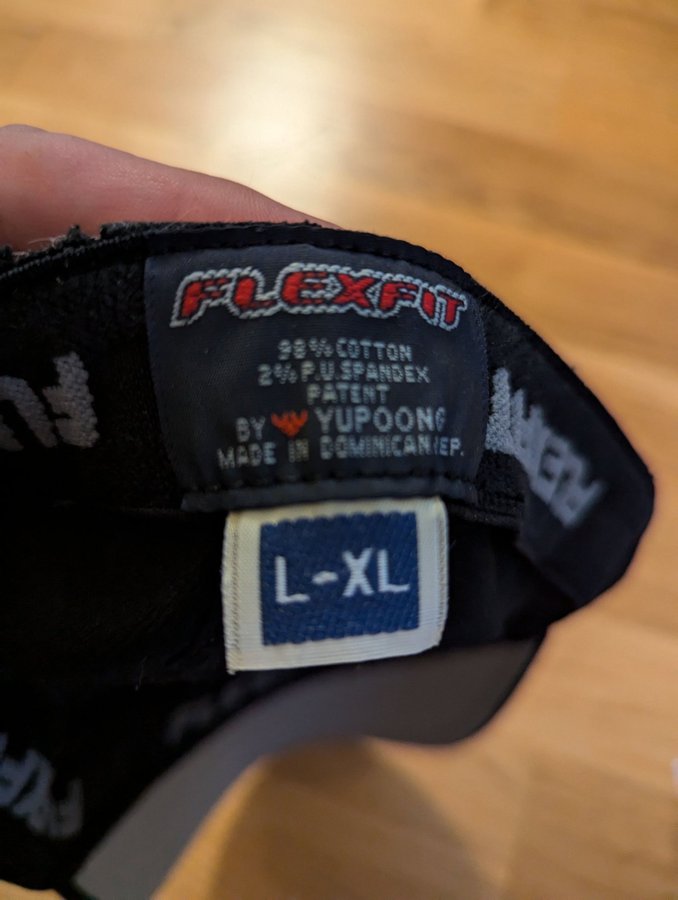 FLEXFIT
98% COTTON
2% P.U.SPANDEX
PATENT
BY YUPOONG
MADE IN DOMINICAN REP.
L-XL